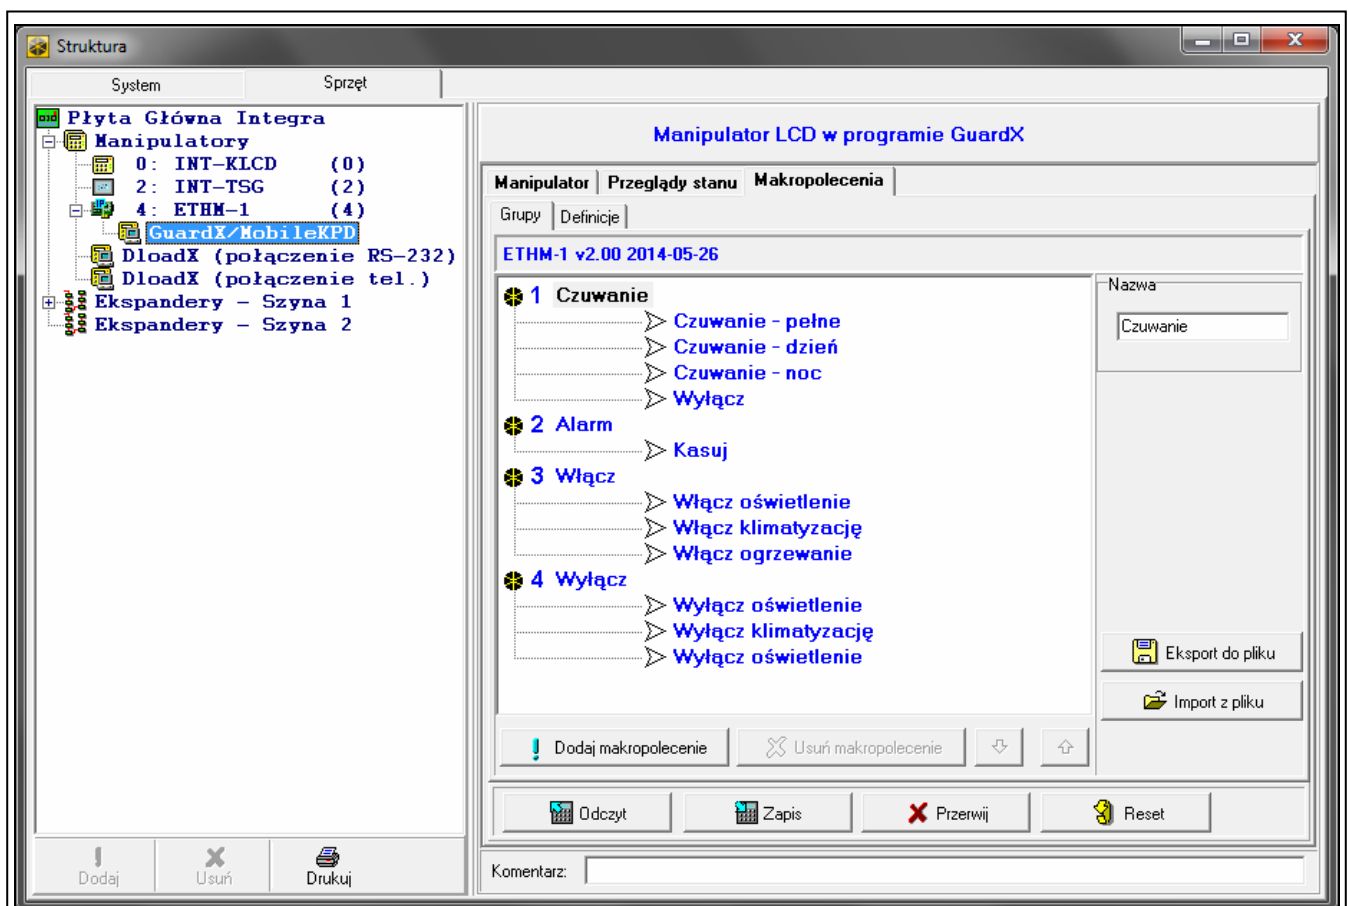 Struktura
System
Sprzęt
Płyta Główna Integra
Manipulatory
0: INT-KLCD (0)
2: INT-TSG (2)
4: ETHM-1 (4)
GuardX/MobileKPD
DloadX (połączenie RS-232)
DloadX (połączenie tel.)
Ekspandery - Szyna 1
Ekspandery - Szyna 2
Dodaj
Usuń
Drukuj
Manipulator LCD w programie GuardX
Manipulator
Przeglądy stanu
Makropolecenia
Grupy
Definicje
ETHM-1 v2.00 2014-05-26
1 Czuwanie
Czuwanie - pełne
Czuwanie - dzień
Czuwanie - noc
Wyłącz
2 Alarm
Kasuj
3 Włącz
Włącz oświetlenie
Włącz klimatyzację
Włącz ogrzewanie
4 Wyłącz
Wyłącz oświetlenie
Wyłącz klimatyzację
Wyłącz oświetlenie
Nazwa
Czuwanie
Eksport do pliku
Import z pliku
Dodaj makropolecenie
Usuń makropolecenie
Odczyt
Zapis
Przerwij
Reset
Komentarz: